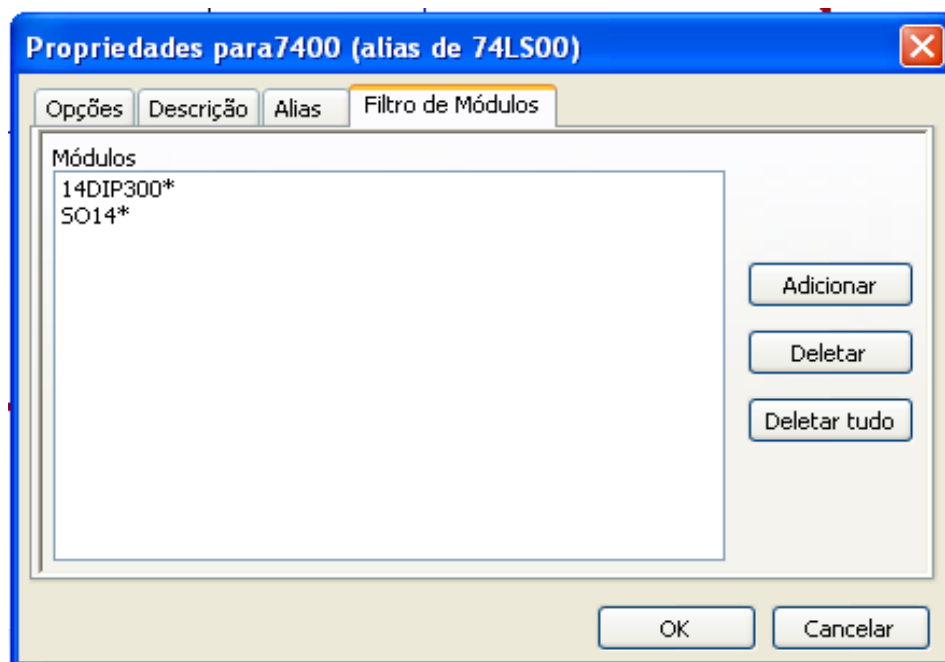 Propriedades para7400 (alias de 74LS00)
Opções Descrição Alias Filtro de Módulos
Módulos
14DIP300*
SO14*
Adicionar
Deletar
Deletar tudo
OK Cancelar